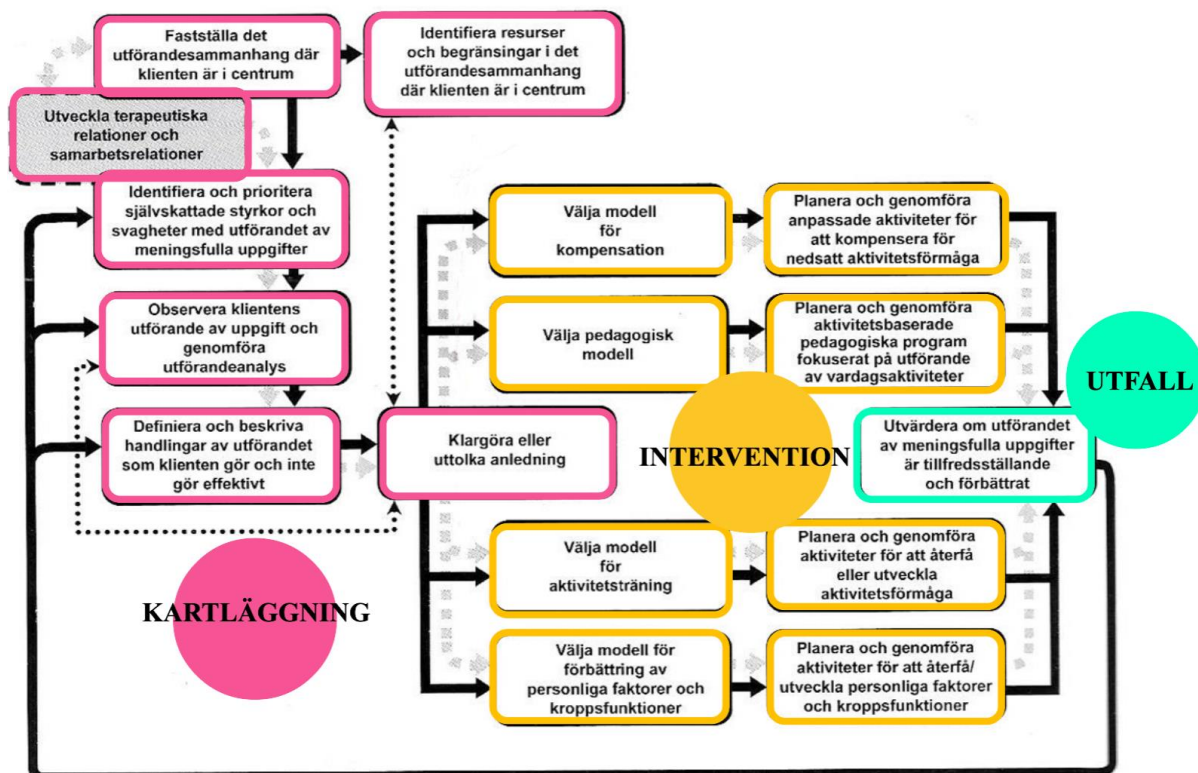 Fastställa det
utförandesammanhang där
klienten är i centrum
Identifiera resurser
och begränsingar i det
utförandesammanhang
där klienten är i centrum
Utveckla terapeutiska
relationer och
samarbetsrelationer
Identifiera och prioritera
självskattade styrkor och
svagheter med utförandet av
meningsfulla uppgifter
Observera klientens
utförande av uppgift och
genomföra
utförandeanalys
Definiera och beskriva
handlingar av utförandet
som klienten gör och inte
gör effektivt
Klargöra eller
uttolka anledning
KARTLÄGGNING
Välja modell
för
kompensation
Planera och genomföra
anpassade aktiviteter för
att kompensera för
nedsatt aktivitetsförmåga
Välja pedagogisk
modell
Planera och genomföra
aktivitetsbaserade
pedagogiska program
fokuserat på utförande
av vardagsaktiviteter
INTERVENTION
Välja modell
för
aktivitetsträning
Planera och genomföra
aktiviteter för att återfå
eller utveckla
aktivitetsförmåga
Välja modell för
förbättring av
personliga faktorer och
kroppsfunktioner
Planera och genomföra
aktiviteter för att återfå/
utveckla personliga faktorer
och kroppsfunktioner
UTFALL
Utvärdera om utförandet
av meningsfulla uppgifter
är tillfredsställande
och förbättrat